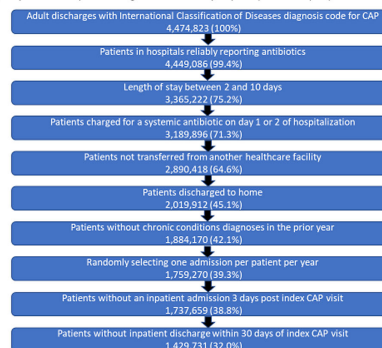 Adult discharges with International Classification of Diseases diagnosis code for CAP
4,474,823 (100%)
Patients in hospitals reliably reporting antibiotics
4,449,086 (99.4%)
Length of stay between 2 and 10 days
3,365,222 (75.2%)
Patients charged for a systemic antibiotic on day 1 or 2 of hospitalization
3,189,896 (71.3%)
Patients not transferred from another healthcare facility
2,890,418 (64.6%)
Patients discharged to home
2,019,912 (45.1%)
Patients without chronic conditions diagnoses in the prior year
1,884,170 (42.1%)
Randomly selecting one admission per patient per year
1,759,270 (39.3%)
Patients without an inpatient admission 3 days post index CAP visit
1,737,659 (38.8%)
Patients without inpatient discharge within 30 days of index CAP visit
1,429,731 (32.0%)